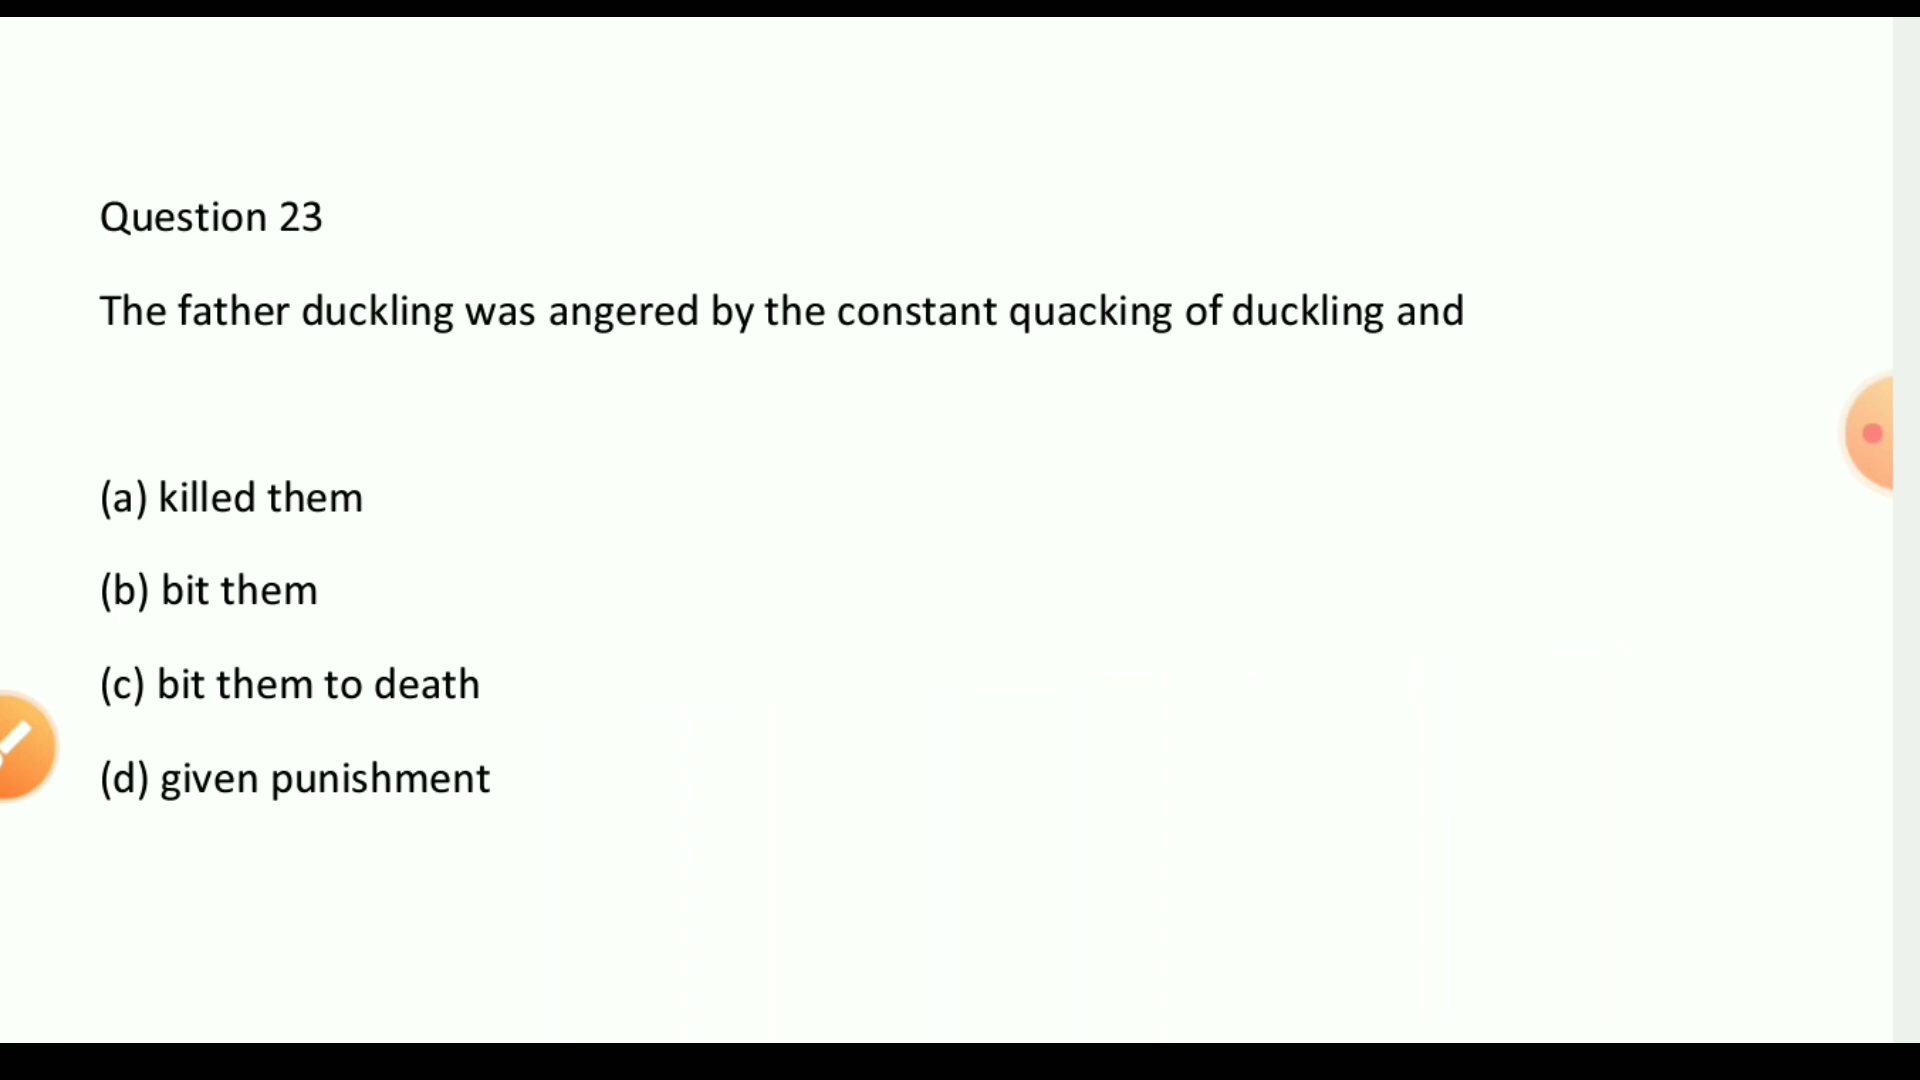 Question 23
The father duckling was angered by the constant quacking of duckling and
(a) killed them
(b) bit them
(c) bit them to death
(d) given punishment